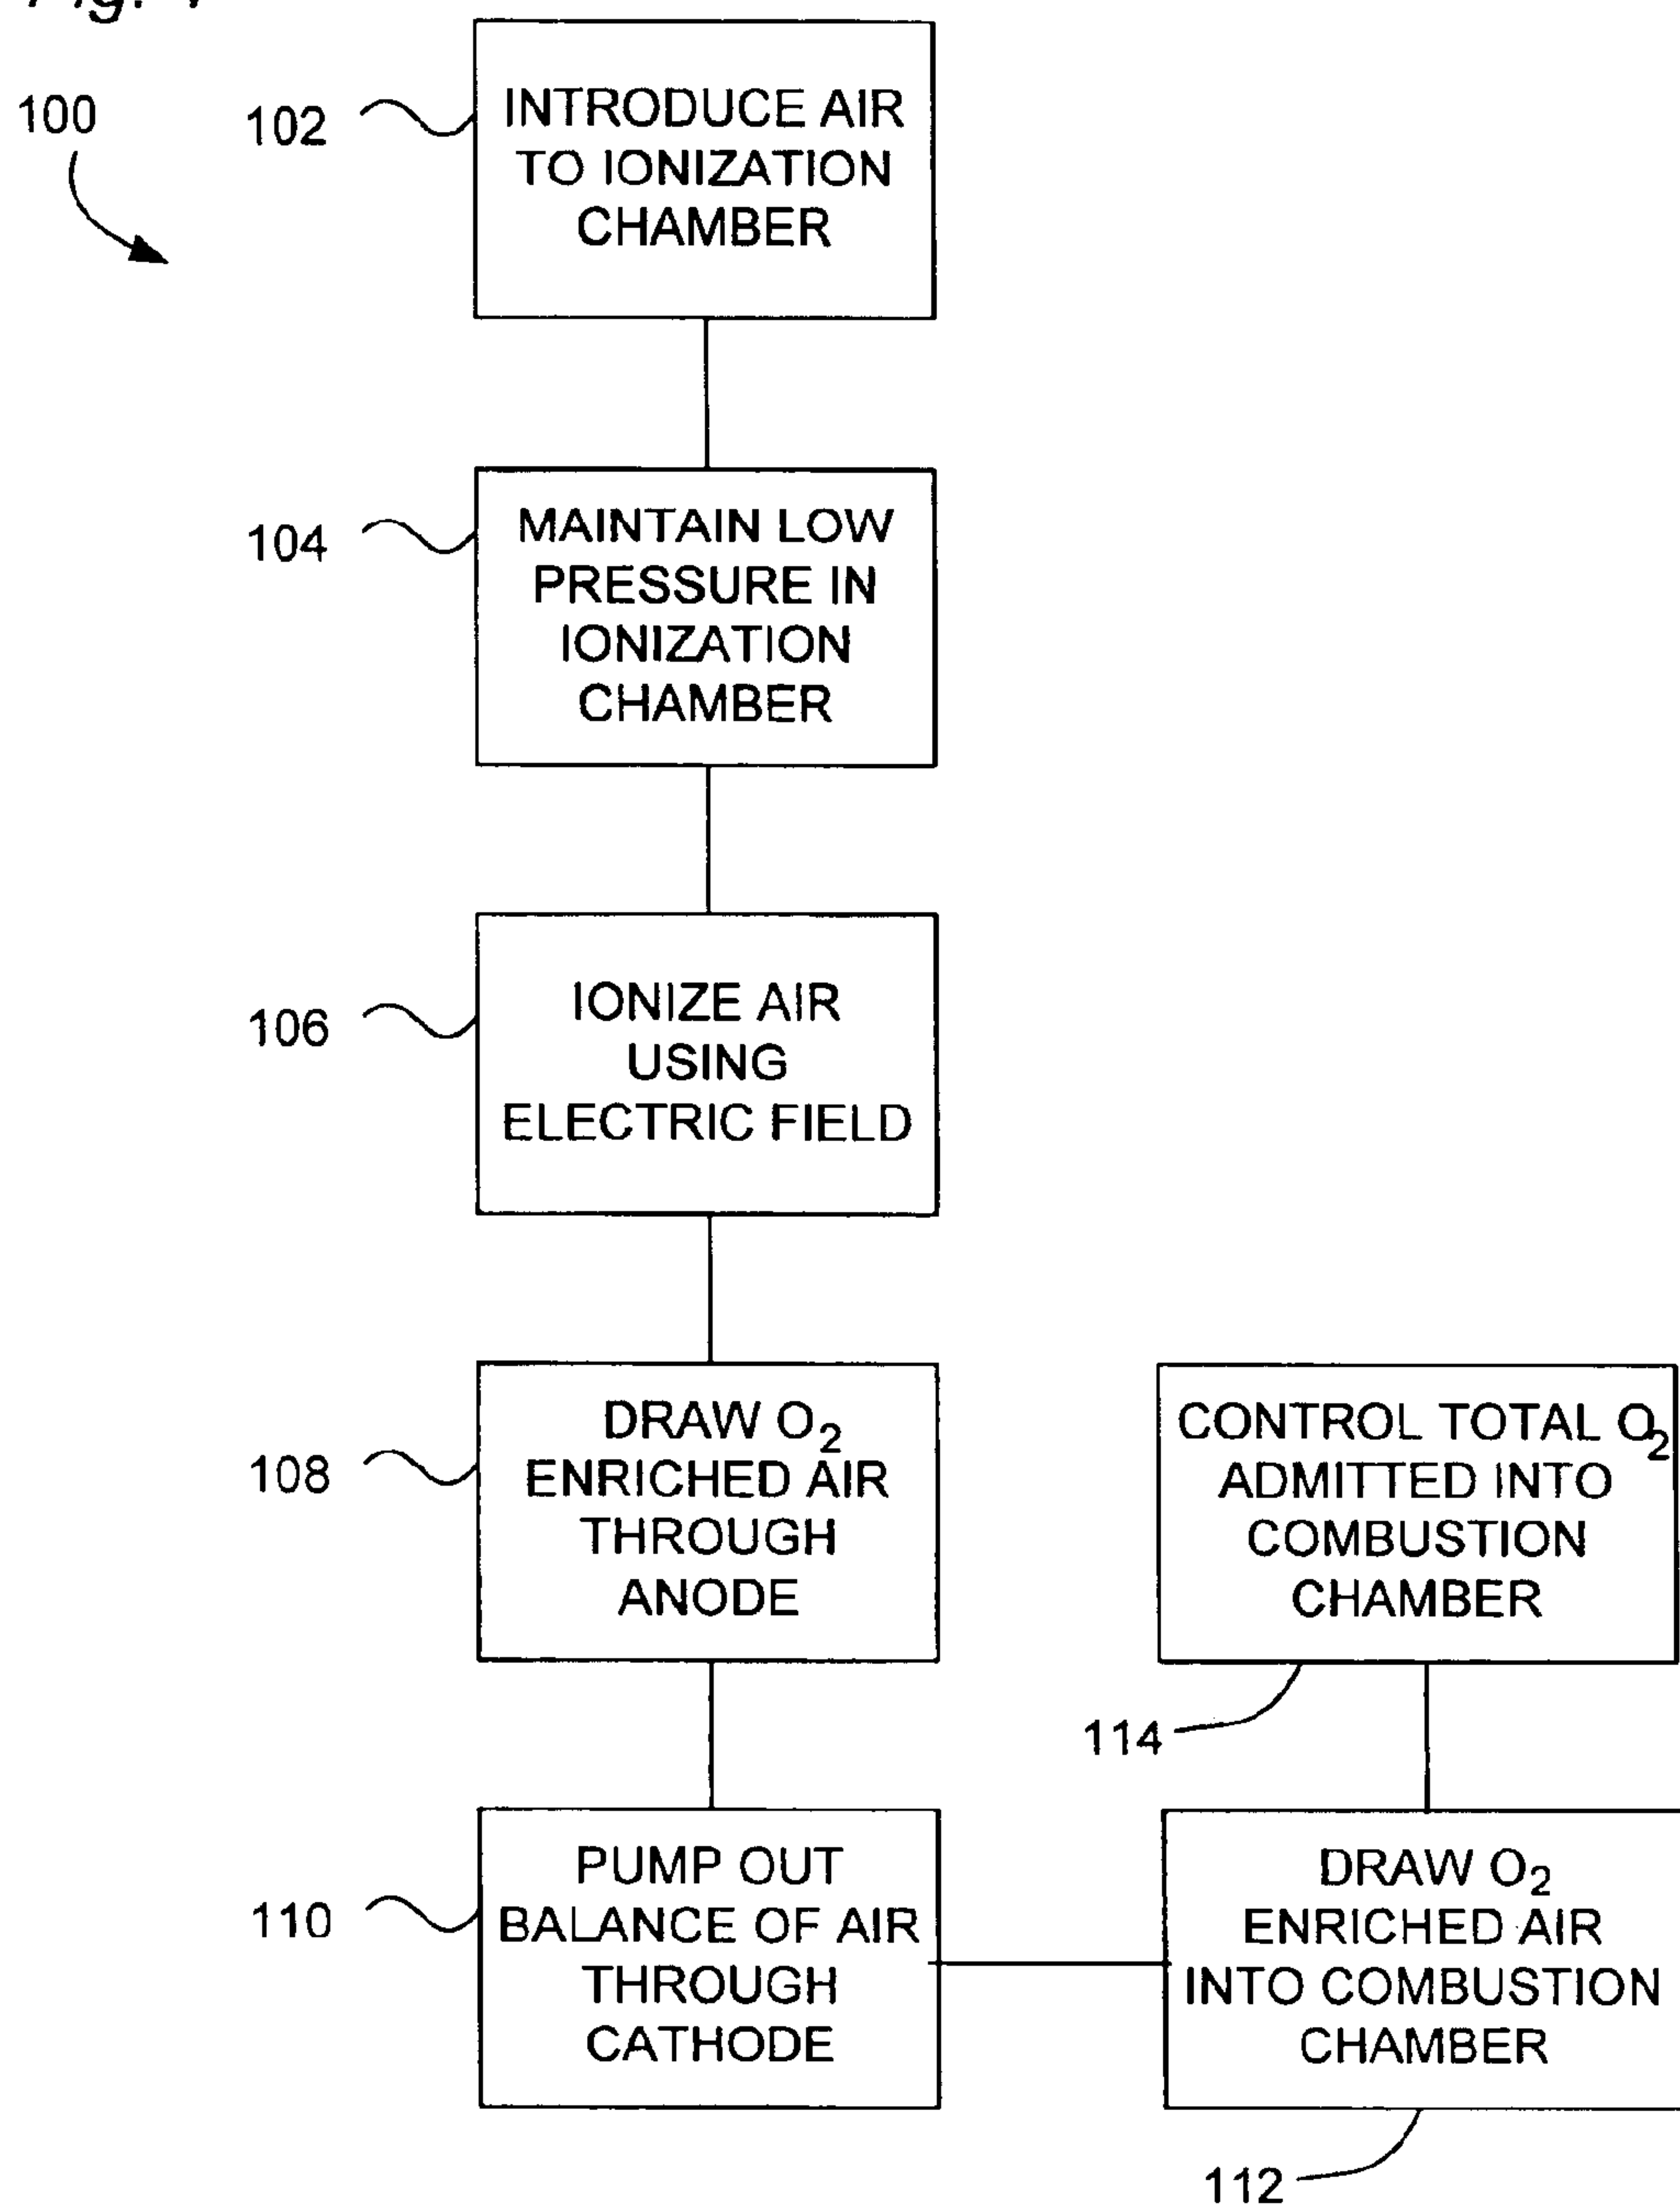 Fig.
100
102
INTRODUCE AIR
TO IONIZATION
CHAMBER
104
MAINTAIN LOW
PRESSURE IN
IONIZATION
CHAMBER
106
IONIZE AIR
USING
ELECTRIC FIELD
108
DRAW O₂
ENRICHED AIR
THROUGH
ANODE
CONTROL TOTAL O₂
ADMITTED INTO
COMBUSTION
CHAMBER
114
110
PUMP OUT
BALANCE OF AIR
THROUGH
CATHODE
DRAW O₂
ENRICHED AIR
INTO COMBUSTION
CHAMBER
112